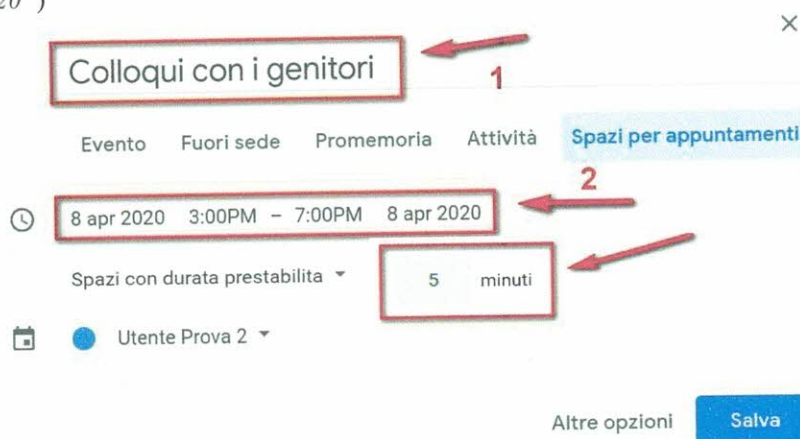 Colloqui con i genitori
1
Evento Fuori sede Promemoria Attività Spazi per appuntamenti
2
8 apr 2020 3:00PM – 7:00PM 8 apr 2020
Spazi con durata prestabilita 5 minuti
Utente Prova 2
Altre opzioni Salva